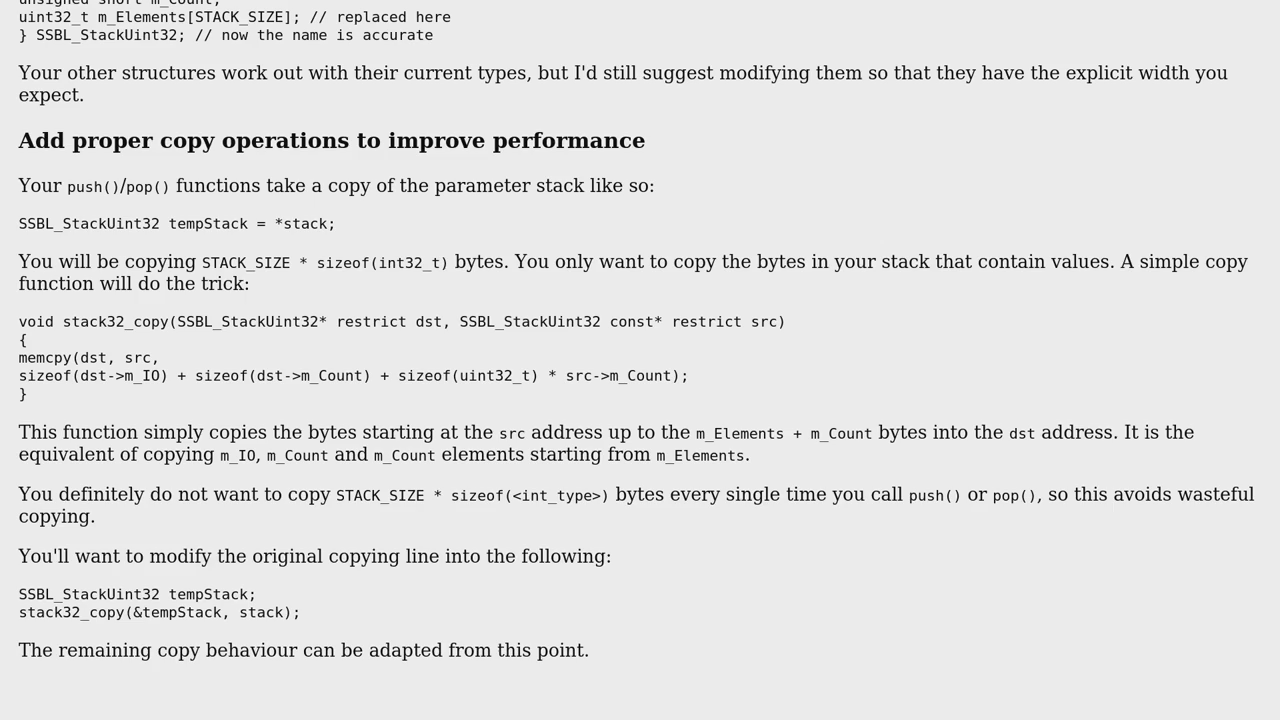 unsigned short m_Count;
uint32_t m_Elements[STACK_SIZE]; // replaced here
} SSBL_StackUint32; // now the name is accurate
Your other structures work out with their current types, but I'd still suggest modifying them so that they have the explicit width you
expect.
Add proper copy operations to improve performance
Your push()/pop() functions take a copy of the parameter stack like so:
SSBL_StackUint32 tempStack = *stack;
You will be copying STACK_SIZE * sizeof(int32_t) bytes. You only want to copy the bytes in your stack that contain values. A simple copy
function will do the trick:
void stack32_copy(SSBL_StackUint32* restrict dst, SSBL_StackUint32 const* restrict src)
{
memcpy(dst, src,
sizeof(dst->m_IO) + sizeof(dst->m_Count) + sizeof(uint32_t) * src->m_Count);
}
This function simply copies the bytes starting at the src address up to the m_Elements + m_Count bytes into the dst address. It is the
equivalent of copying m_IO, m_Count and m_Count elements starting from m_Elements.
You definitely do not want to copy STACK_SIZE * sizeof(<int_type>) bytes every single time you call push() or pop(), so this avoids wasteful
copying.
You'll want to modify the original copying line into the following:
SSBL_StackUint32 tempStack;
stack32_copy(&tempStack, stack);
The remaining copy behaviour can be adapted from this point.